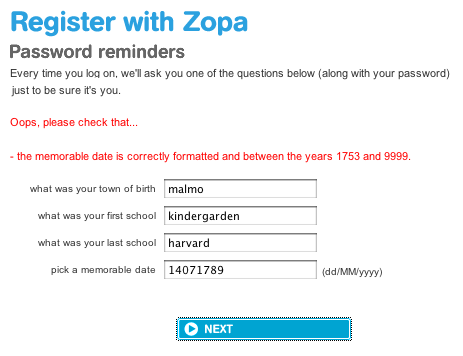 Register with Zopa
Password reminders
Every time you log on, we'll ask you one of the questions below (along with your password)
just to be sure it's you.
Oops, please check that...
- the memorable date is correctly formatted and between the years 1753 and 9999.
what was your town of birth malmo
what was your first school kindergarden
what was your last school harvard
pick a memorable date 14071789 (dd/MM/yyyy)
NEXT